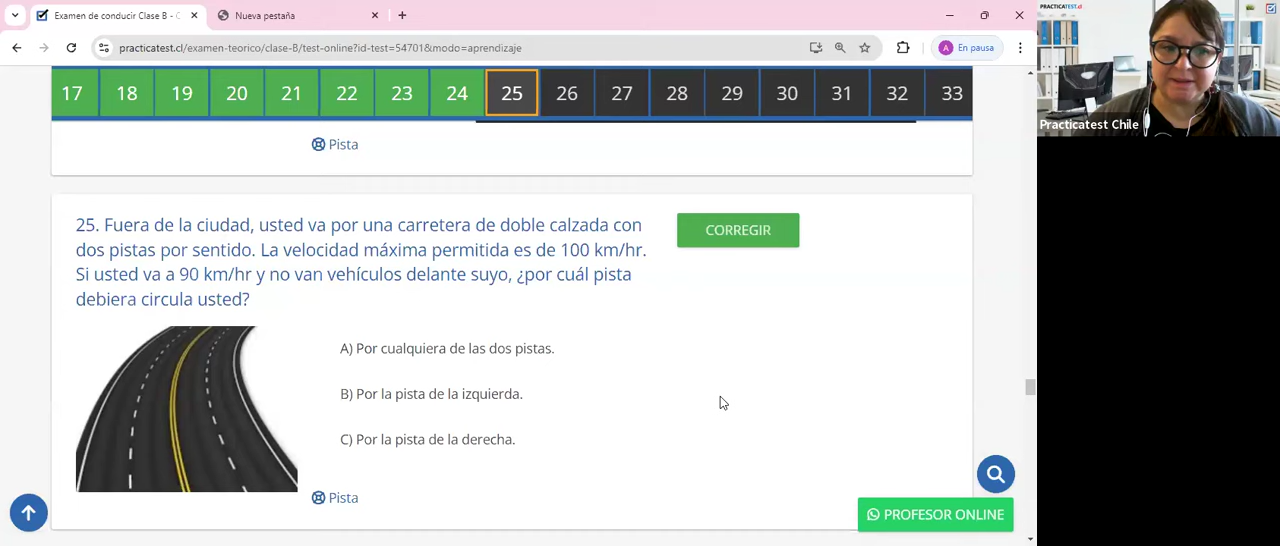 Examen de conducir Clase B - C
Nueva pestaña
practicatest.cl/examen-teorico/clase-B/test-online?id-test=54701&modo=aprendizaje
A En pausa
PRACTICATEST.CL
17 18 19 20 21 22 23 24 25 26 27 28 29 30 31 32 33
Practicatest Chile
Pista
25. Fuera de la ciudad, usted va por una carretera de doble calzada con
dos pistas por sentido. La velocidad máxima permitida es de 100 km/hr.
Si usted va a 90 km/hr y no van vehículos delante suyo, ¿por cuál pista
debiera circula usted?
CORREGIR
A) Por cualquiera de las dos pistas.
B) Por la pista de la izquierda.
C) Por la pista de la derecha.
Pista
PROFESOR ONLINE